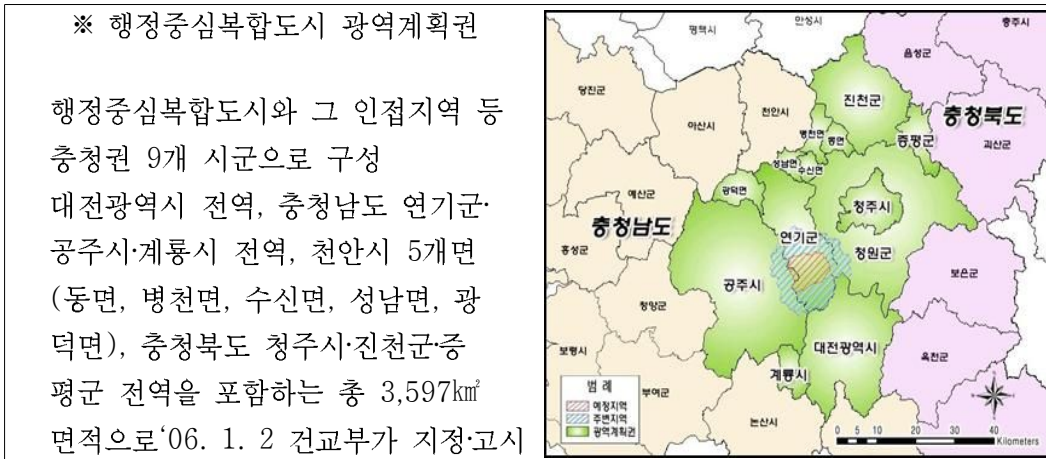 ※ 행정중심복합도시 광역계획권
행정중심복합도시와 그 인접지역 등
충청권 9개 시군으로 구성
대전광역시 전역, 충청남도 연기군·
공주시·계룡시 전역, 천안시 5개면
(동면, 병천면, 수신면, 성남면, 광
덕면), 충청북도 청주시·진천군·증
평군 전역을 포함하는 총 3,597㎢
면적으로‘06. 1. 2 건교부가 지정·고시
평택시
안성시
충주시
음성군
당진군
진천군
아산시
천안시
충청북도
병천면
동면
증평군
괴산군
성남면
수신면
예산군
광덕면
청주시
충청남도
연기군
홍성군
청원군
보은군
공주시
청양군
대전광역시
보령시
옥천군
계룡시
부여군
논산시
범 례
예정지역
주변지역
광역계획권
0 5 10 20 30 40
Kilometers